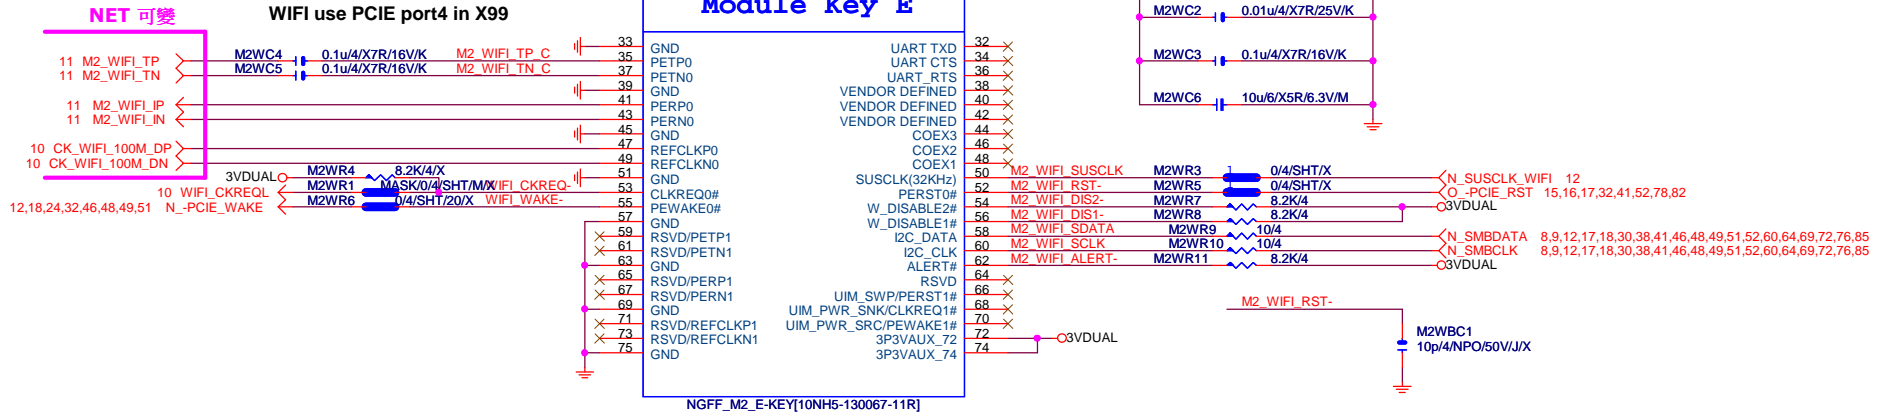 NET 可變
WIFI use PCIE port4 in X99
Module Key E
M2WC2 0.01u/4/X7R/25V/K
M2WC3 0.1u/4/X7R/16V/K
M2WC6 10u/6/X5R/6.3V/M
11 M2_WIFI_TP
11 M2_WIFI_TN
11 M2_WIFI_IP
11 M2_WIFI_IN
10 CK_WIFI_100M_DP
10 CK_WIFI_100M_DN
M2WC4 0.1u/4/X7R/16V/K M2_WIFI_TP_C
M2WC5 0.1u/4/X7R/16V/K M2_WIFI_TN_C
3VDUAL M2WR4 8.2K/4/X
10 WIFI_CKREQL M2WR1 MASK/0/4/SHT/M/X WIFI_CKREQ-
12,18,24,32,46,48,49,51 N_-PCIE_WAKE M2WR6 0/4/SHT/20/X WIFI_WAKE-
33 GND
35 PETP0
37 PETN0
39 GND
41 PERP0
43 PERN0
45 GND
47 REFCLKP0
49 REFCLKN0
51 GND
53 CLKREQ0#
55 PEWAKE0#
57 GND
59 RSVD/PETP1
61 RSVD/PETN1
63 GND
65 RSVD/PERP1
67 RSVD/PERN1
69 GND
71 RSVD/REFCLKP1
73 RSVD/REFCLKN1
75 GND
UART TXD 32
UART CTS 34
UART_RTS 36
VENDOR DEFINED 38
VENDOR DEFINED 40
VENDOR DEFINED 42
COEX3 44
COEX2 46
COEX1 48
SUSCLK(32KHz) 50
PERST0# 52
W_DISABLE2# 54
W_DISABLE1# 56
I2C_DATA 58
I2C_CLK 60
ALERT# 62
RSVD 64
UIM_SWP/PERST1# 66
UIM_PWR_SNK/CLKREQ1# 68
UIM_PWR_SRC/PEWAKE1# 70
3P3VAUX_72 72
3P3VAUX_74 74
M2_WIFI_SUSCLK M2WR3 1 0/4/SHT/X N_SUSCLK_WIFI 12
M2_WIFI_RST- M2WR5 0/4/SHT/X O_-PCIE_RST 15,16,17,32,41,52,78,82
M2_WIFI_DIS2- M2WR7 8.2K/4 3VDUAL
M2_WIFI_DIS1- M2WR8 8.2K/4
M2_WIFI_SDATA M2WR9 10/4 N_SMBDATA 8,9,12,17,18,30,38,41,46,48,49,51,52,60,64,69,72,76,85
M2_WIFI_SCLK M2WR10 10/4 N_SMBCLK 8,9,12,17,18,30,38,41,46,48,49,51,52,60,64,69,72,76,85
M2_WIFI_ALERT- M2WR11 8.2K/4 3VDUAL
M2_WIFI_RST-
3VDUAL
M2WBC1
10p/4/NPO/50V/J/X
NGFF_M2_E-KEY[10NH5-130067-11R]